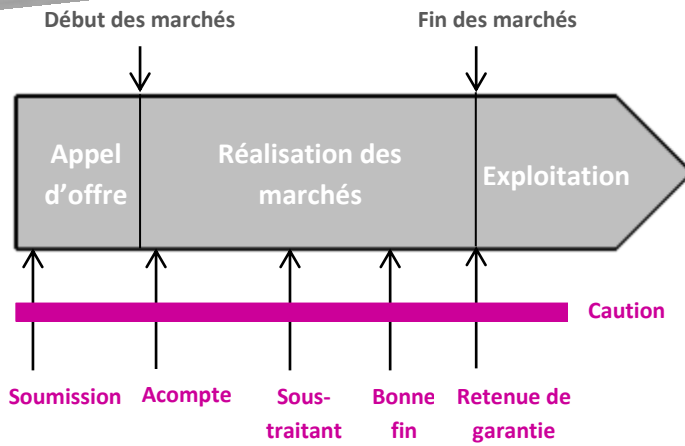 Début des marchés
Fin des marchés
Appel
d’offre
Réalisation des
marchés
Exploitation
Caution
Soumission
Acompte
Sous-
traitant
Bonne
fin
Retenue de
garantie